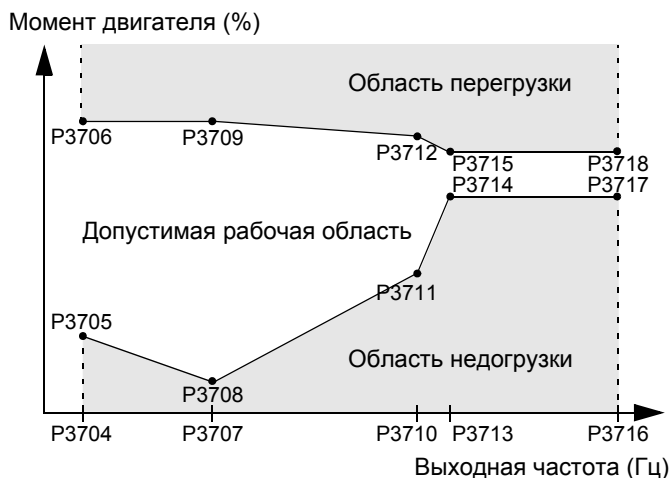 Момент двигателя (%)
Область перегрузки
P3706
P3709
P3712
P3715
P3718
P3714
P3717
Допустимая рабочая область
P3711
P3705
Область недогрузки
P3708
P3704
P3707
P3710
P3713
P3716
Выходная частота (Гц)